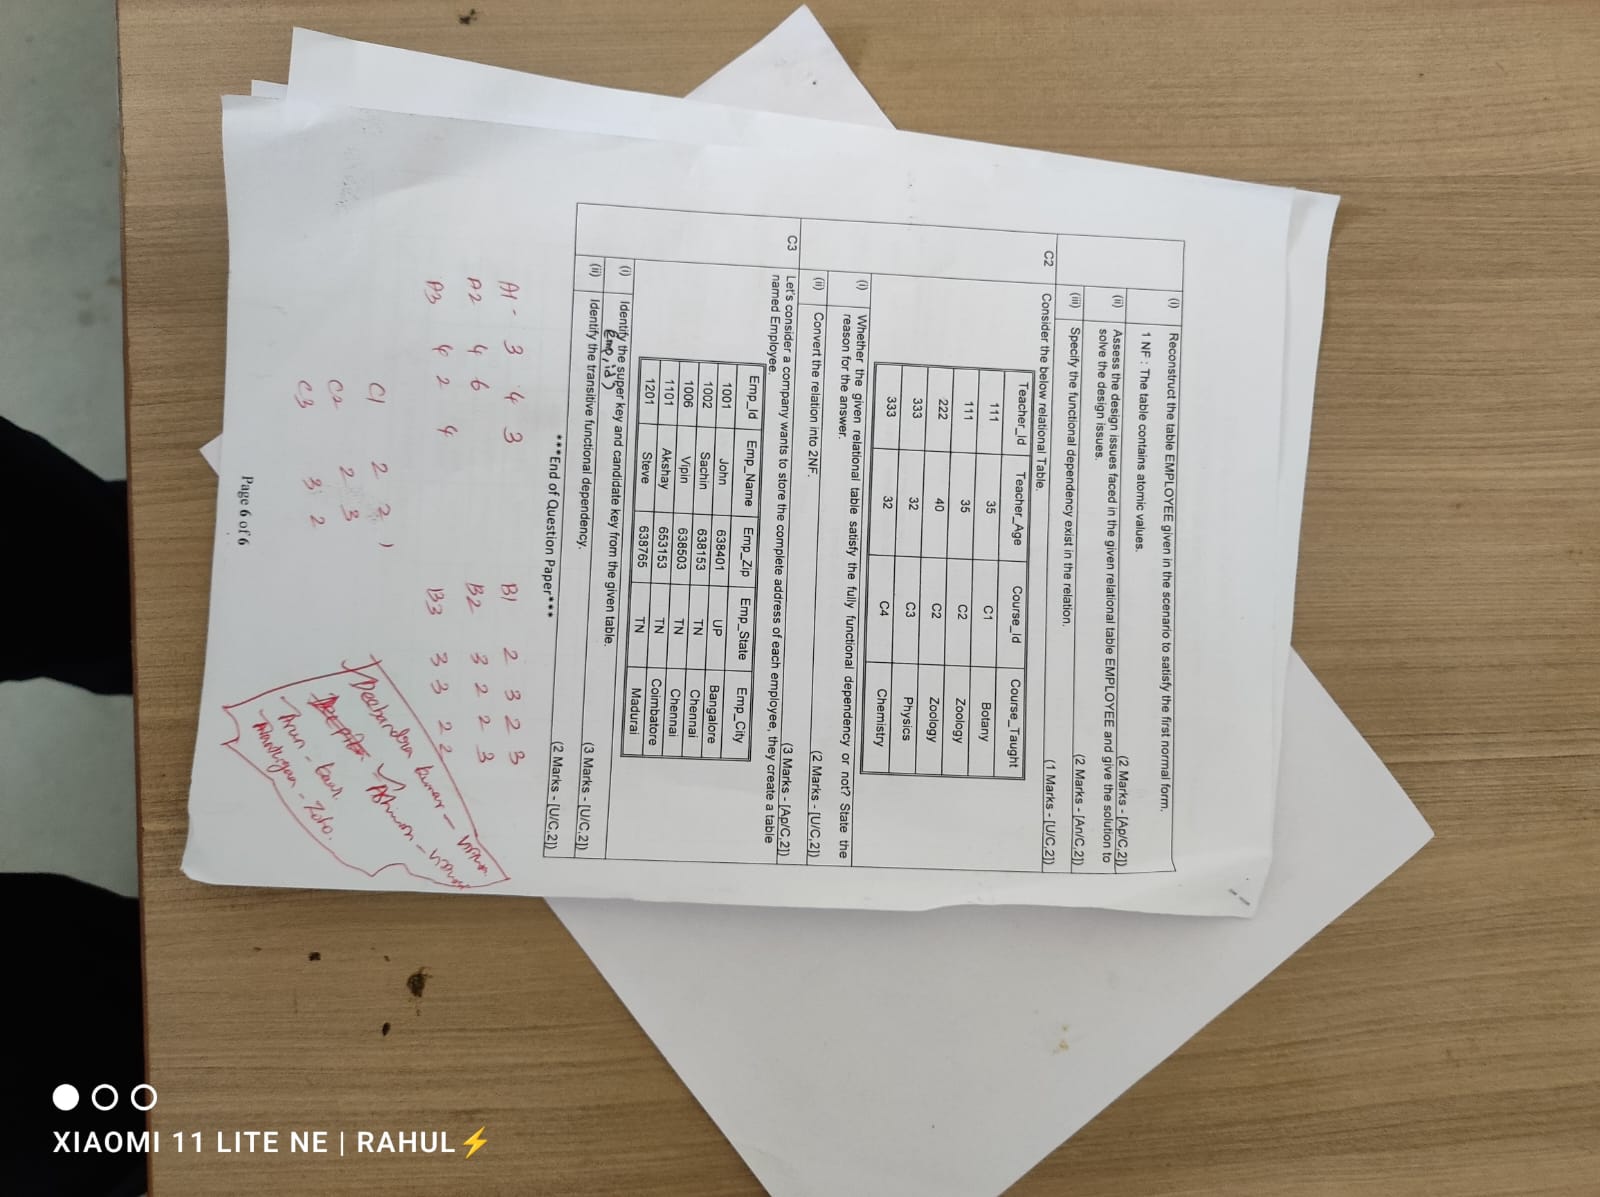 (i) Reconstruct the table EMPLOYEE given in the scenario to satisfy the first normal form.
1 NF : The table contains atomic values.
(2 Marks - [Ap/C,2])
(ii) Assess the design issues faced in the given relational table EMPLOYEE and give the solution to
solve the design issues.
(2 Marks - [An/C,2])
(iii) Specify the functional dependency exist in the relation.
(1 Marks - [U/C,2])
C2 Consider the below relational Table.
Teacher_Id Teacher_Age Course_Id Course_Taught
111 35 C1 Botany
111 35 C2 Zoology
222 40 C2 Zoology
333 32 C3 Physics
333 32 C4 Chemistry
(i) Whether the given relational table satisfy the fully functional dependency or not? State the
reason for the answer.
(2 Marks - [U/C,2])
(ii) Convert the relation into 2NF.
(3 Marks - [Ap/C,2])
C3 Let's consider a company wants to store the complete address of each employee, they create a table
named Employee.
Emp_Id Emp_Name Emp_Zip Emp_State Emp_City
1001 John 638401 UP Bangalore
1002 Sachin 638153 TN Chennai
1006 Vipin 638503 TN Chennai
1101 Akshay 653153 TN Coimbatore
1201 Steve 638765 TN Madurai
(i) Identify the super key and candidate key from the given table.
Emp,id)
(3 Marks - [U/C,2])
(ii) Identify the transitive functional dependency.
(2 Marks - [U/C,2])
***End of Question Paper***
A1 - 3 4 3 B1 2 3 2 3
A2 4 6 B2 3 2 2 3
A3 4 2 4 B3 3 3 2 2
C1 2 2 1
C2 2 3
C3 3 2
Deebandra kumar -
Arun -
- Zoho.
Page 6 of 6
XIAOMI 11 LITE NE | RAHUL⚡